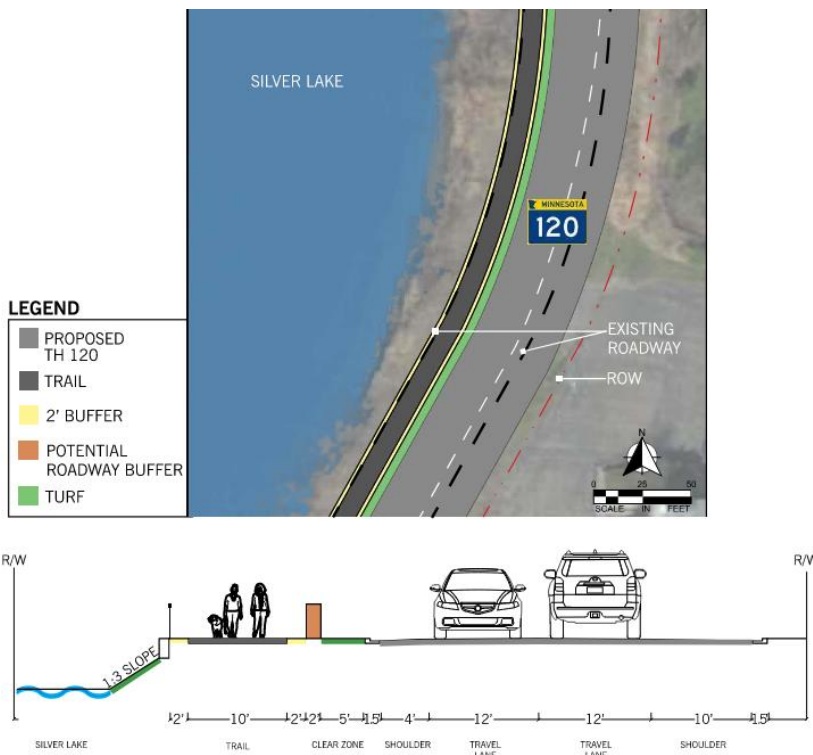 SILVER LAKE
MINNESOTA
120
EXISTING
ROADWAY
ROW
N
0 25 50
SCALE IN FEET
LEGEND
PROPOSED
TH 120
TRAIL
2' BUFFER
POTENTIAL
ROADWAY BUFFER
TURF
R/W
R/W
1:3 SLOPE
2' 10' 2' 2' 5' 1.5' 4' 12' 12' 10' 1.5'
SILVER LAKE TRAIL CLEAR ZONE SHOULDER TRAVEL TRAVEL SHOULDER
LANE LANE